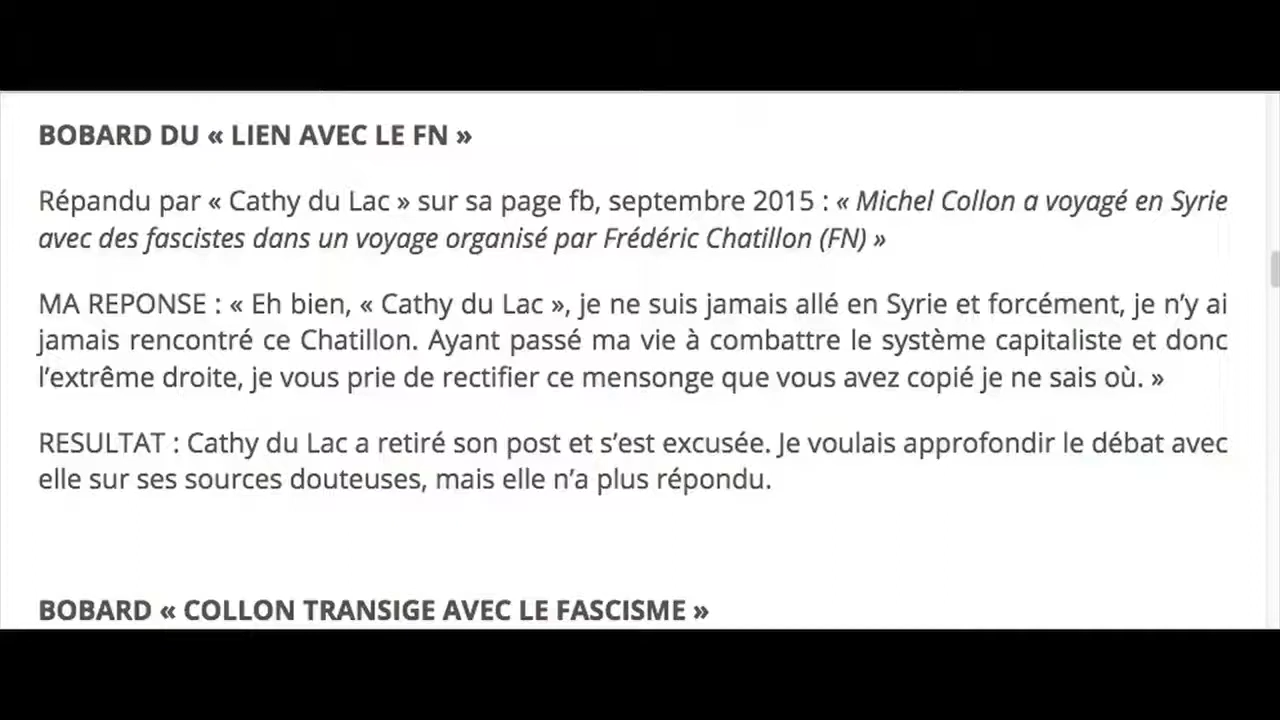 BOBARD DU « LIEN AVEC LE FN »
Répandu par « Cathy du Lac » sur sa page fb, septembre 2015 : « Michel Collon a voyagé en Syrie
avec des fascistes dans un voyage organisé par Frédéric Chatillon (FN) »
MA REPONSE : « Eh bien, « Cathy du Lac », je ne suis jamais allé en Syrie et forcément, je n’y ai
jamais rencontré ce Chatillon. Ayant passé ma vie à combattre le système capitaliste et donc
l’extrême droite, je vous prie de rectifier ce mensonge que vous avez copié je ne sais où. »
RESULTAT : Cathy du Lac a retiré son post et s’est excusée. Je voulais approfondir le débat avec
elle sur ses sources douteuses, mais elle n’a plus répondu.
BOBARD « COLLON TRANSIGE AVEC LE FASCISME »